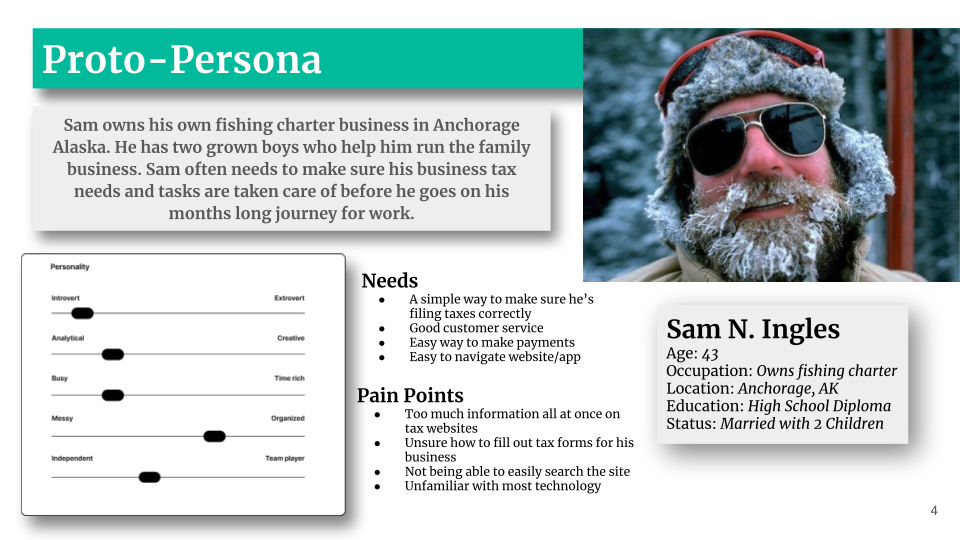 Proto-Persona
Sam owns his own fishing charter business in Anchorage
Alaska. He has two grown boys who help him run the family
business. Sam often needs to make sure his business tax
needs and tasks are taken care of before he goes on his
months long journey for work.
Personality
Introvert Extrovert
Analytical Creative
Busy Time rich
Messy Organized
Independent Team player
Needs
● A simple way to make sure he's
filing taxes correctly
● Good customer service
● Easy way to make payments
● Easy to navigate website/app
Pain Points
● Too much information all at once on
tax websites
● Unsure how to fill out tax forms for his
business
● Not being able to easily search the site
● Unfamiliar with most technology
Sam N. Ingles
Age: 43
Occupation: Owns fishing charter
Location: Anchorage, AK
Education: High School Diploma
Status: Married with 2 Children
4